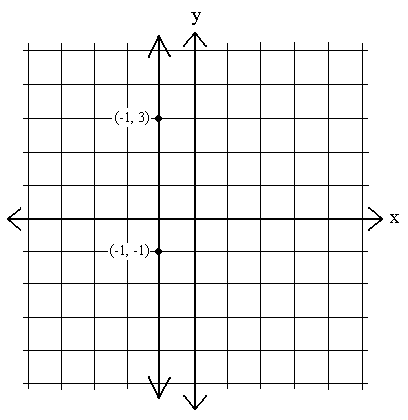 y
(-1, 3)
x
(-1, -1)